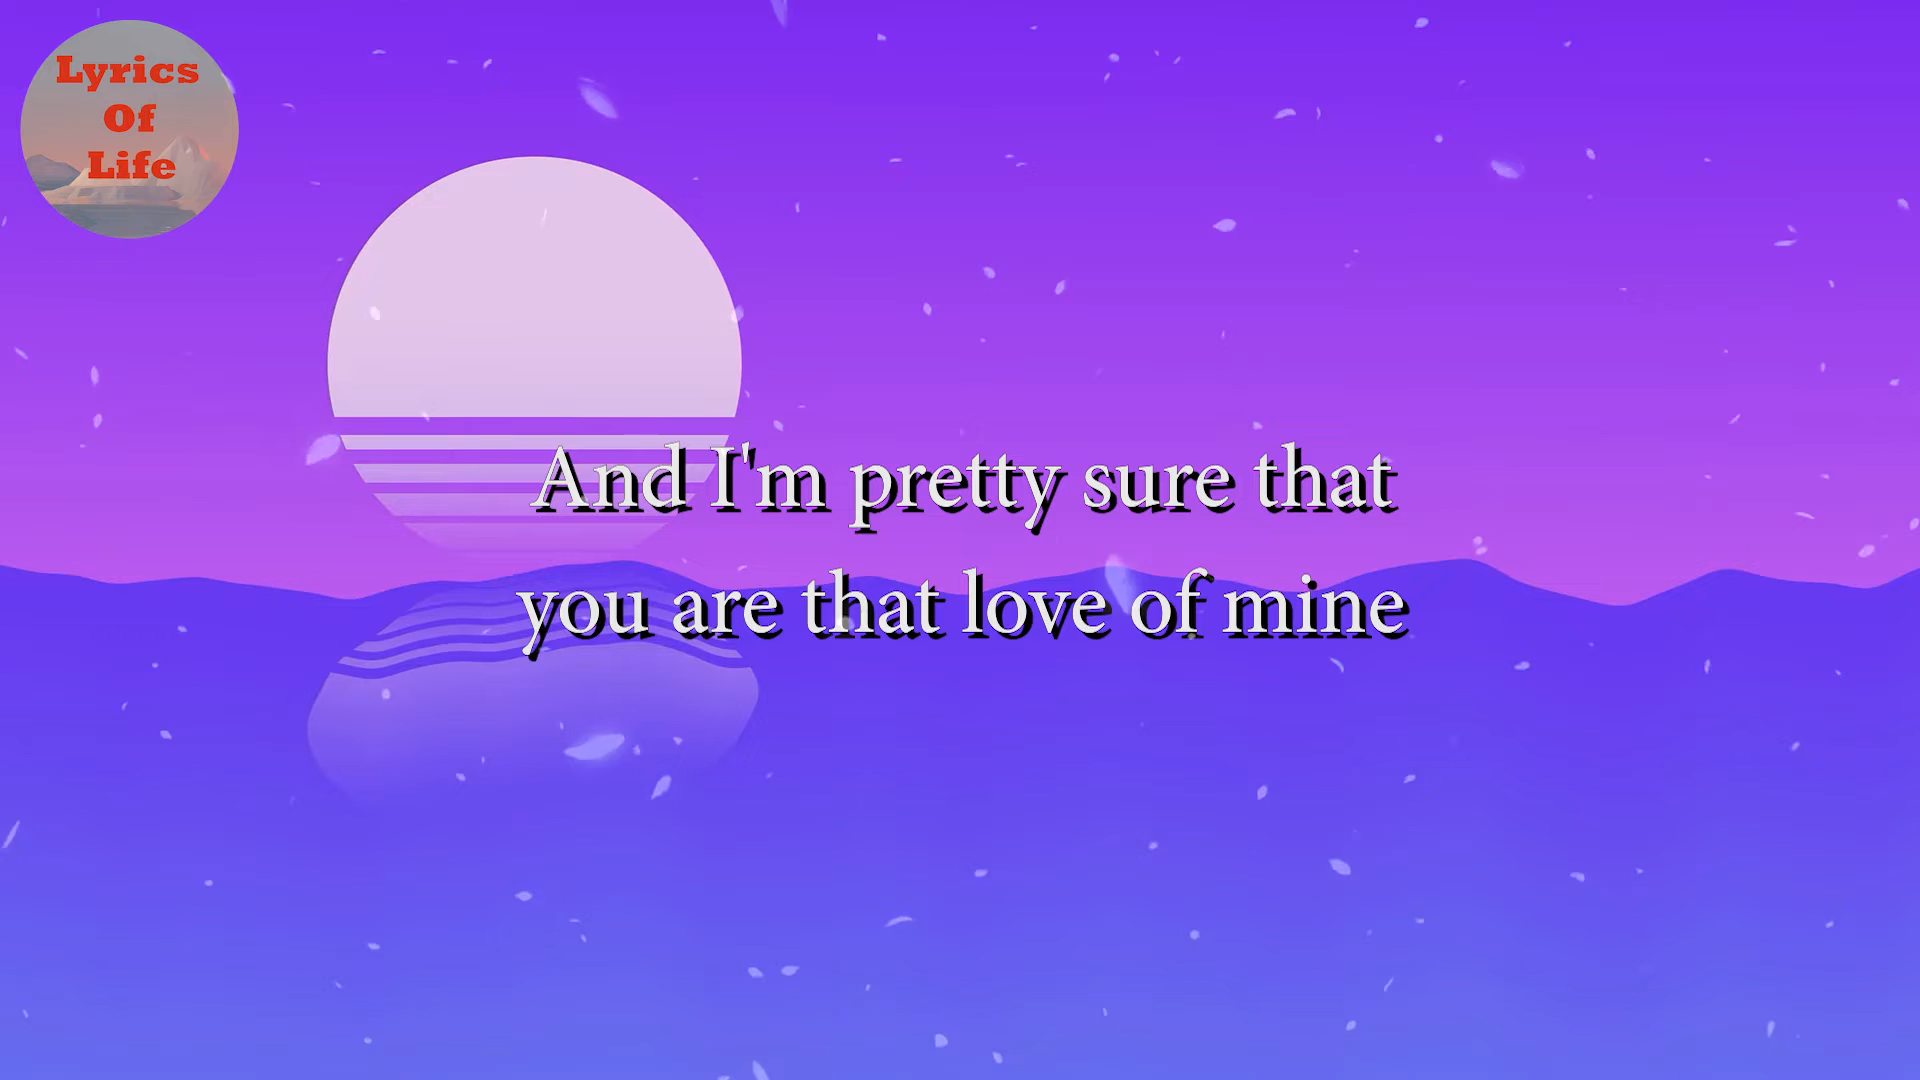 Lyrics
Of
Life
And I'm pretty sure that
you are that love of mine